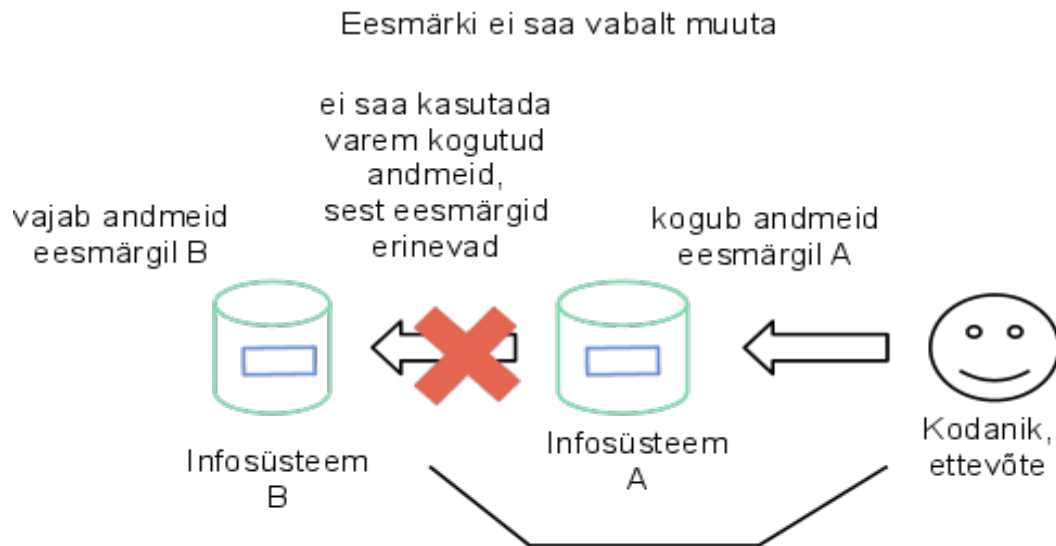 Eesmärki ei saa vabalt muuta
ei saa kasutada
varem kogutud
andmeid,
sest eesmärgid
erinevad
vajab andmeid
eesmärgil B
kogub andmeid
eesmärgil A
Infosüsteem
B
Infosüsteem
A
Kodanik,
ettevõte